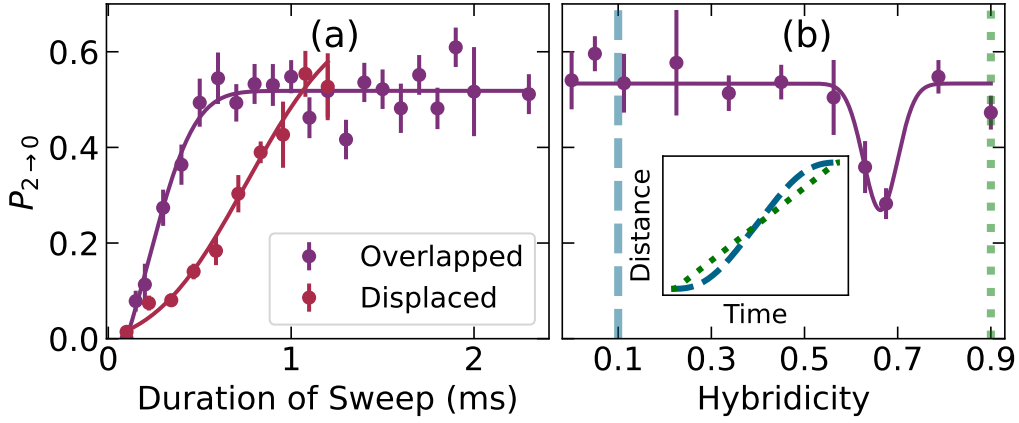 (a)
(b)
0.6
0.4
0.2
0.0
P2→0
Overlapped
Displaced
Distance
Time
0
1
2
0.1
0.3
0.5
0.7
0.9
Duration of Sweep (ms)
Hybridicity